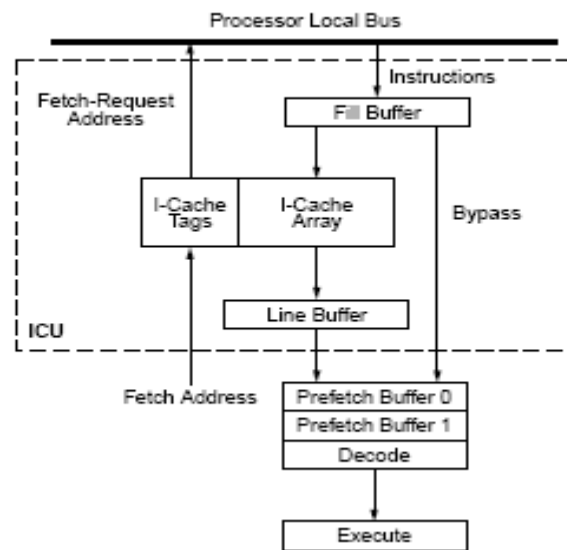 Processor Local Bus
Instructions
Fetch-Request
Address
Fill Buffer
I-Cache
Tags
I-Cache
Array
Bypass
Line Buffer
ICU
Fetch Address
Prefetch Buffer 0
Prefetch Buffer 1
Decode
Execute